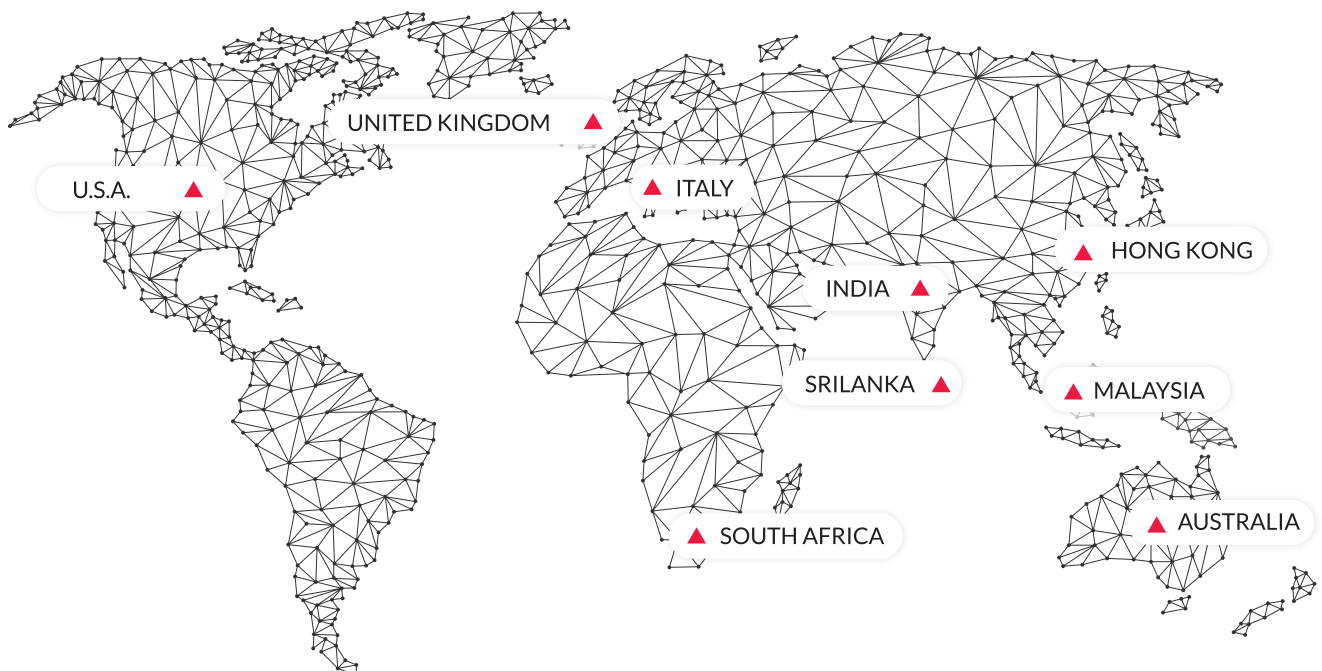 UNITED KINGDOM
U.S.A.
ITALY
HONG KONG
INDIA
SRILANKA
MALAYSIA
SOUTH AFRICA
AUSTRALIA